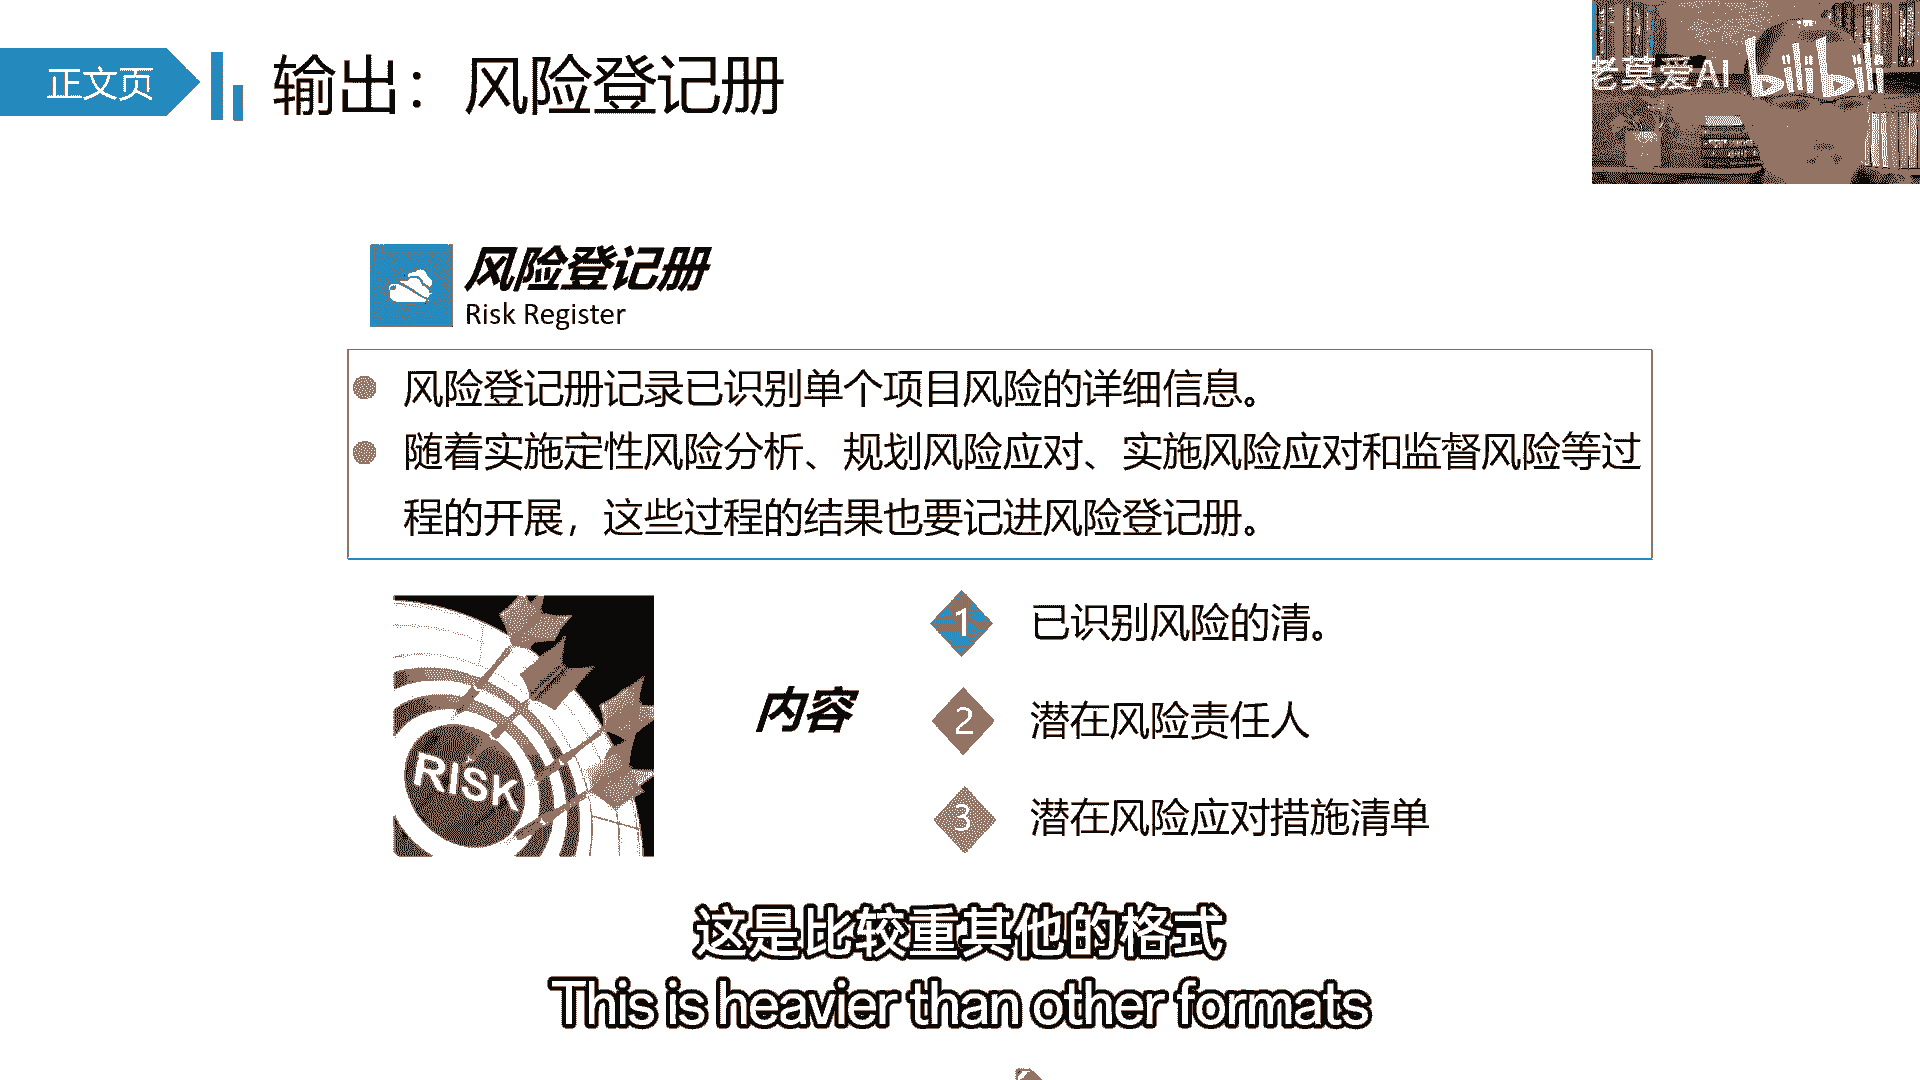 正文页
输出：风险登记册
老莫爱AI bilibili
风险登记册
Risk Register
风险登记册记录已识别单个项目风险的详细信息。
随着实施定性风险分析、规划风险应对、实施风险应对和监督风险等过
程的开展，这些过程的结果也要记进风险登记册。
RISK
内容
1 已识别风险的清。
2 潜在风险责任人
3 潜在风险应对措施清单
这是比较重其他的格式
This is heavier than other formats